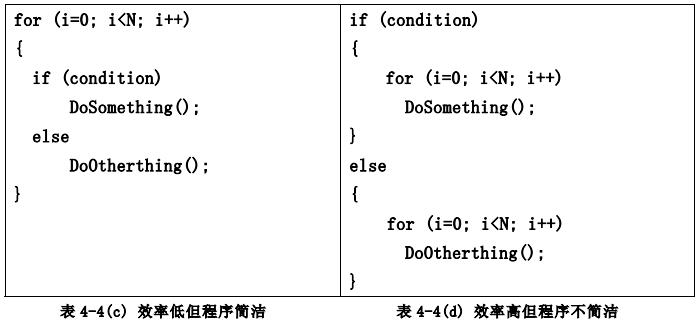 for (i=0; i<N; i++)
{
if (condition)
DoSomething();
else
DoOtherthing();
}
表 4-4(c) 效率低但程序简洁
if (condition)
{
for (i=0; i<N; i++)
DoSomething();
}
else
{
for (i=0; i<N; i++)
DoOtherthing();
}
表 4-4(d) 效率高但程序不简洁